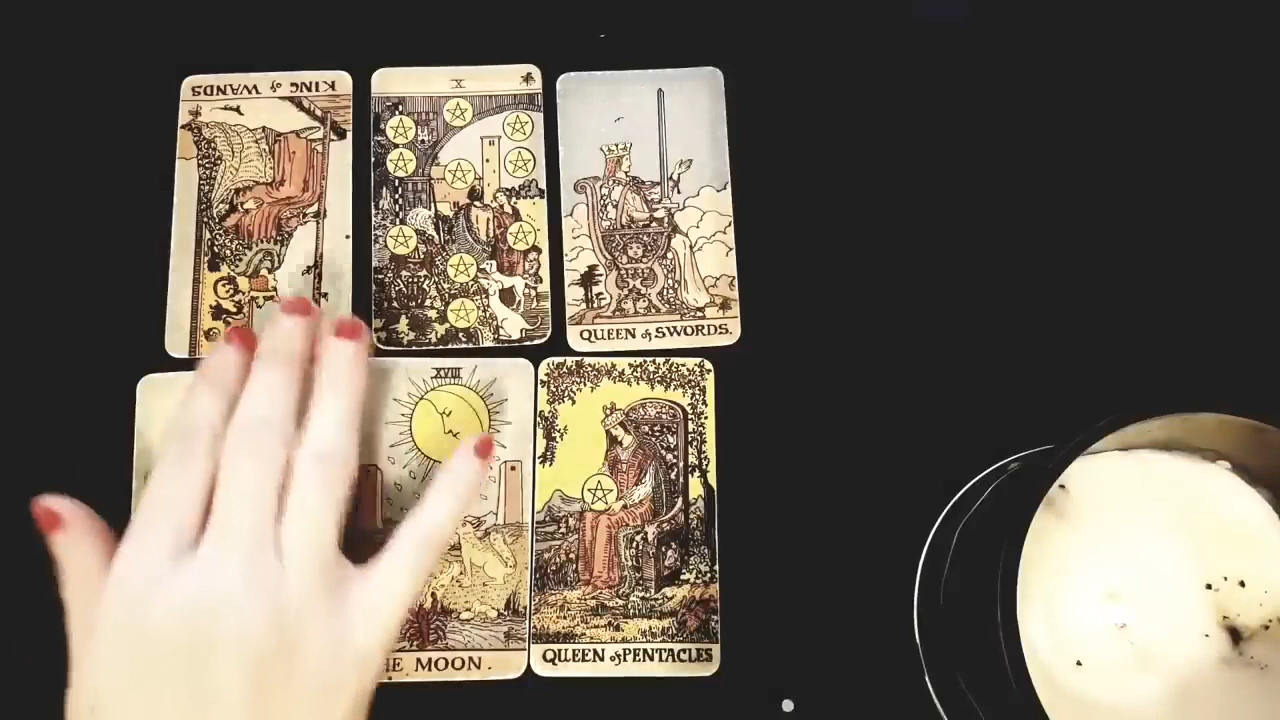 KING of WANDS
X
QUEEN of SWORDS.
XVIII
HE MOON.
QUEEN of PENTACLES